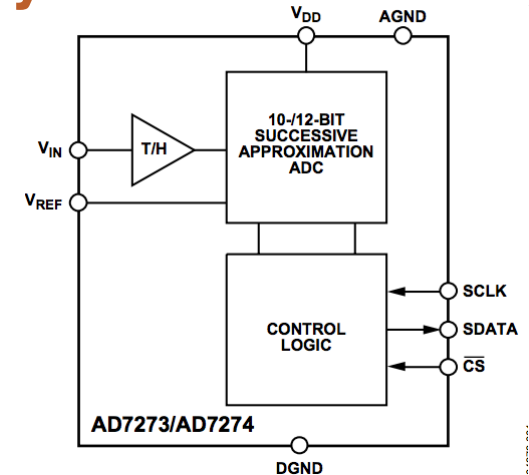 y
VDD
AGND
10-/12-BIT
SUCCESSIVE
APPROXIMATION
ADC
T/H
VIN
VREF
CONTROL
LOGIC
SCLK
SDATA
CS
AD7273/AD7274
DGND